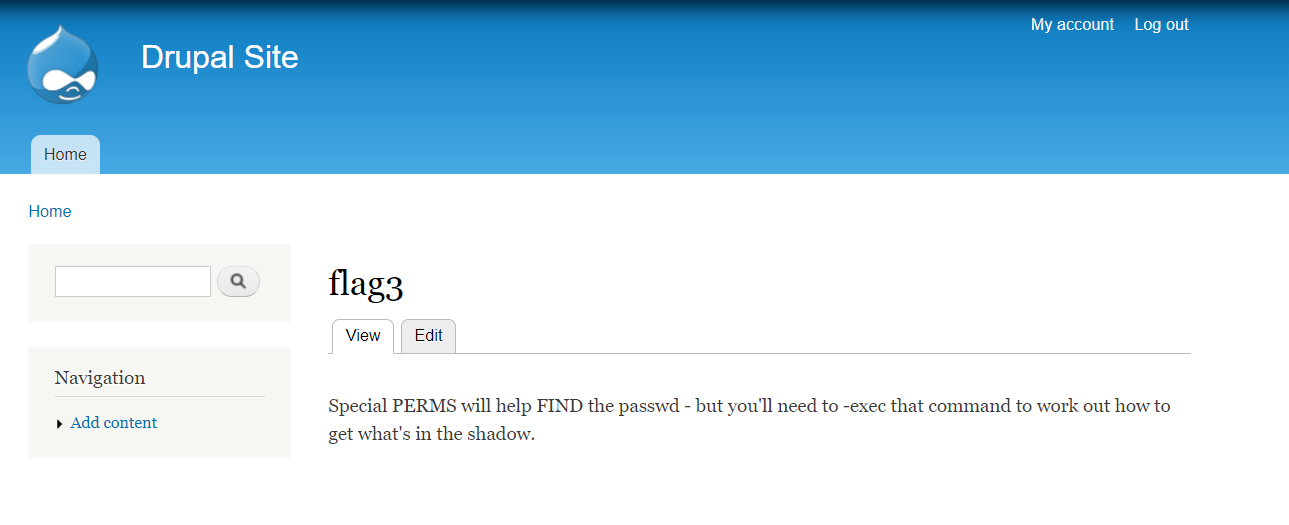 My account Log out
Drupal Site
Home
Home
flag3
View Edit
Navigation
Add content
Special PERMS will help FIND the passwd - but you'll need to -exec that command to work out how to
get what's in the shadow.